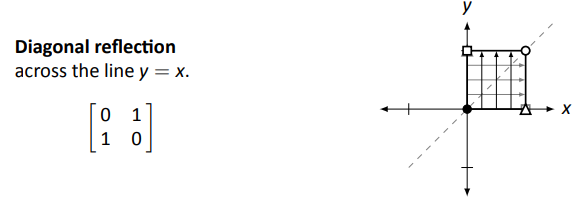 Diagonal reflection
across the line y = x.
0 1
1 0
y
x